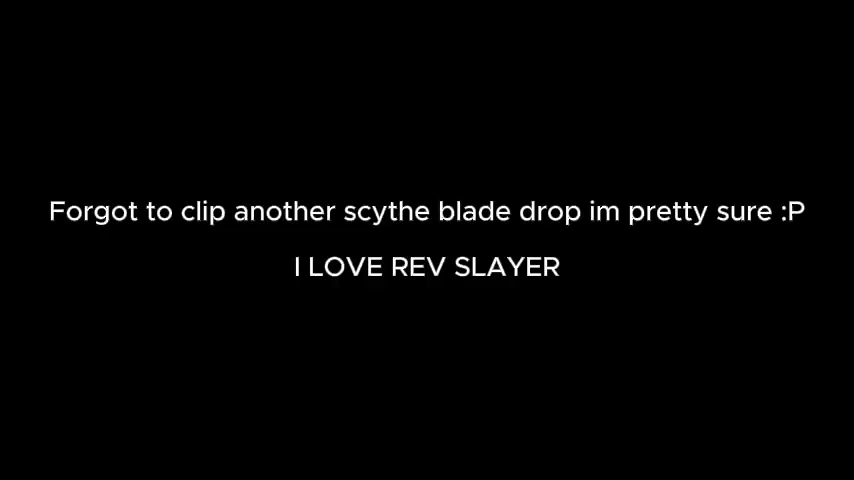 Forgot to clip another scythe blade drop im pretty sure :P
I LOVE REV SLAYER